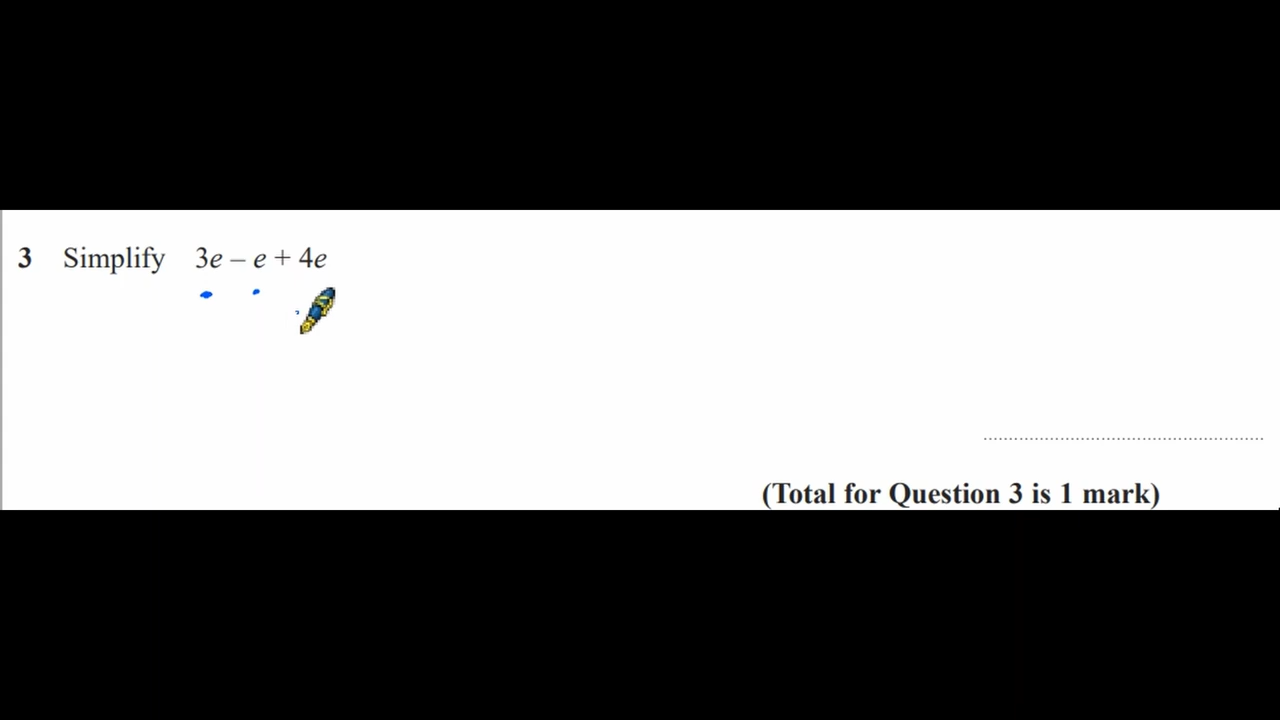 3 Simplify 3e – e + 4e
................................................
(Total for Question 3 is 1 mark)